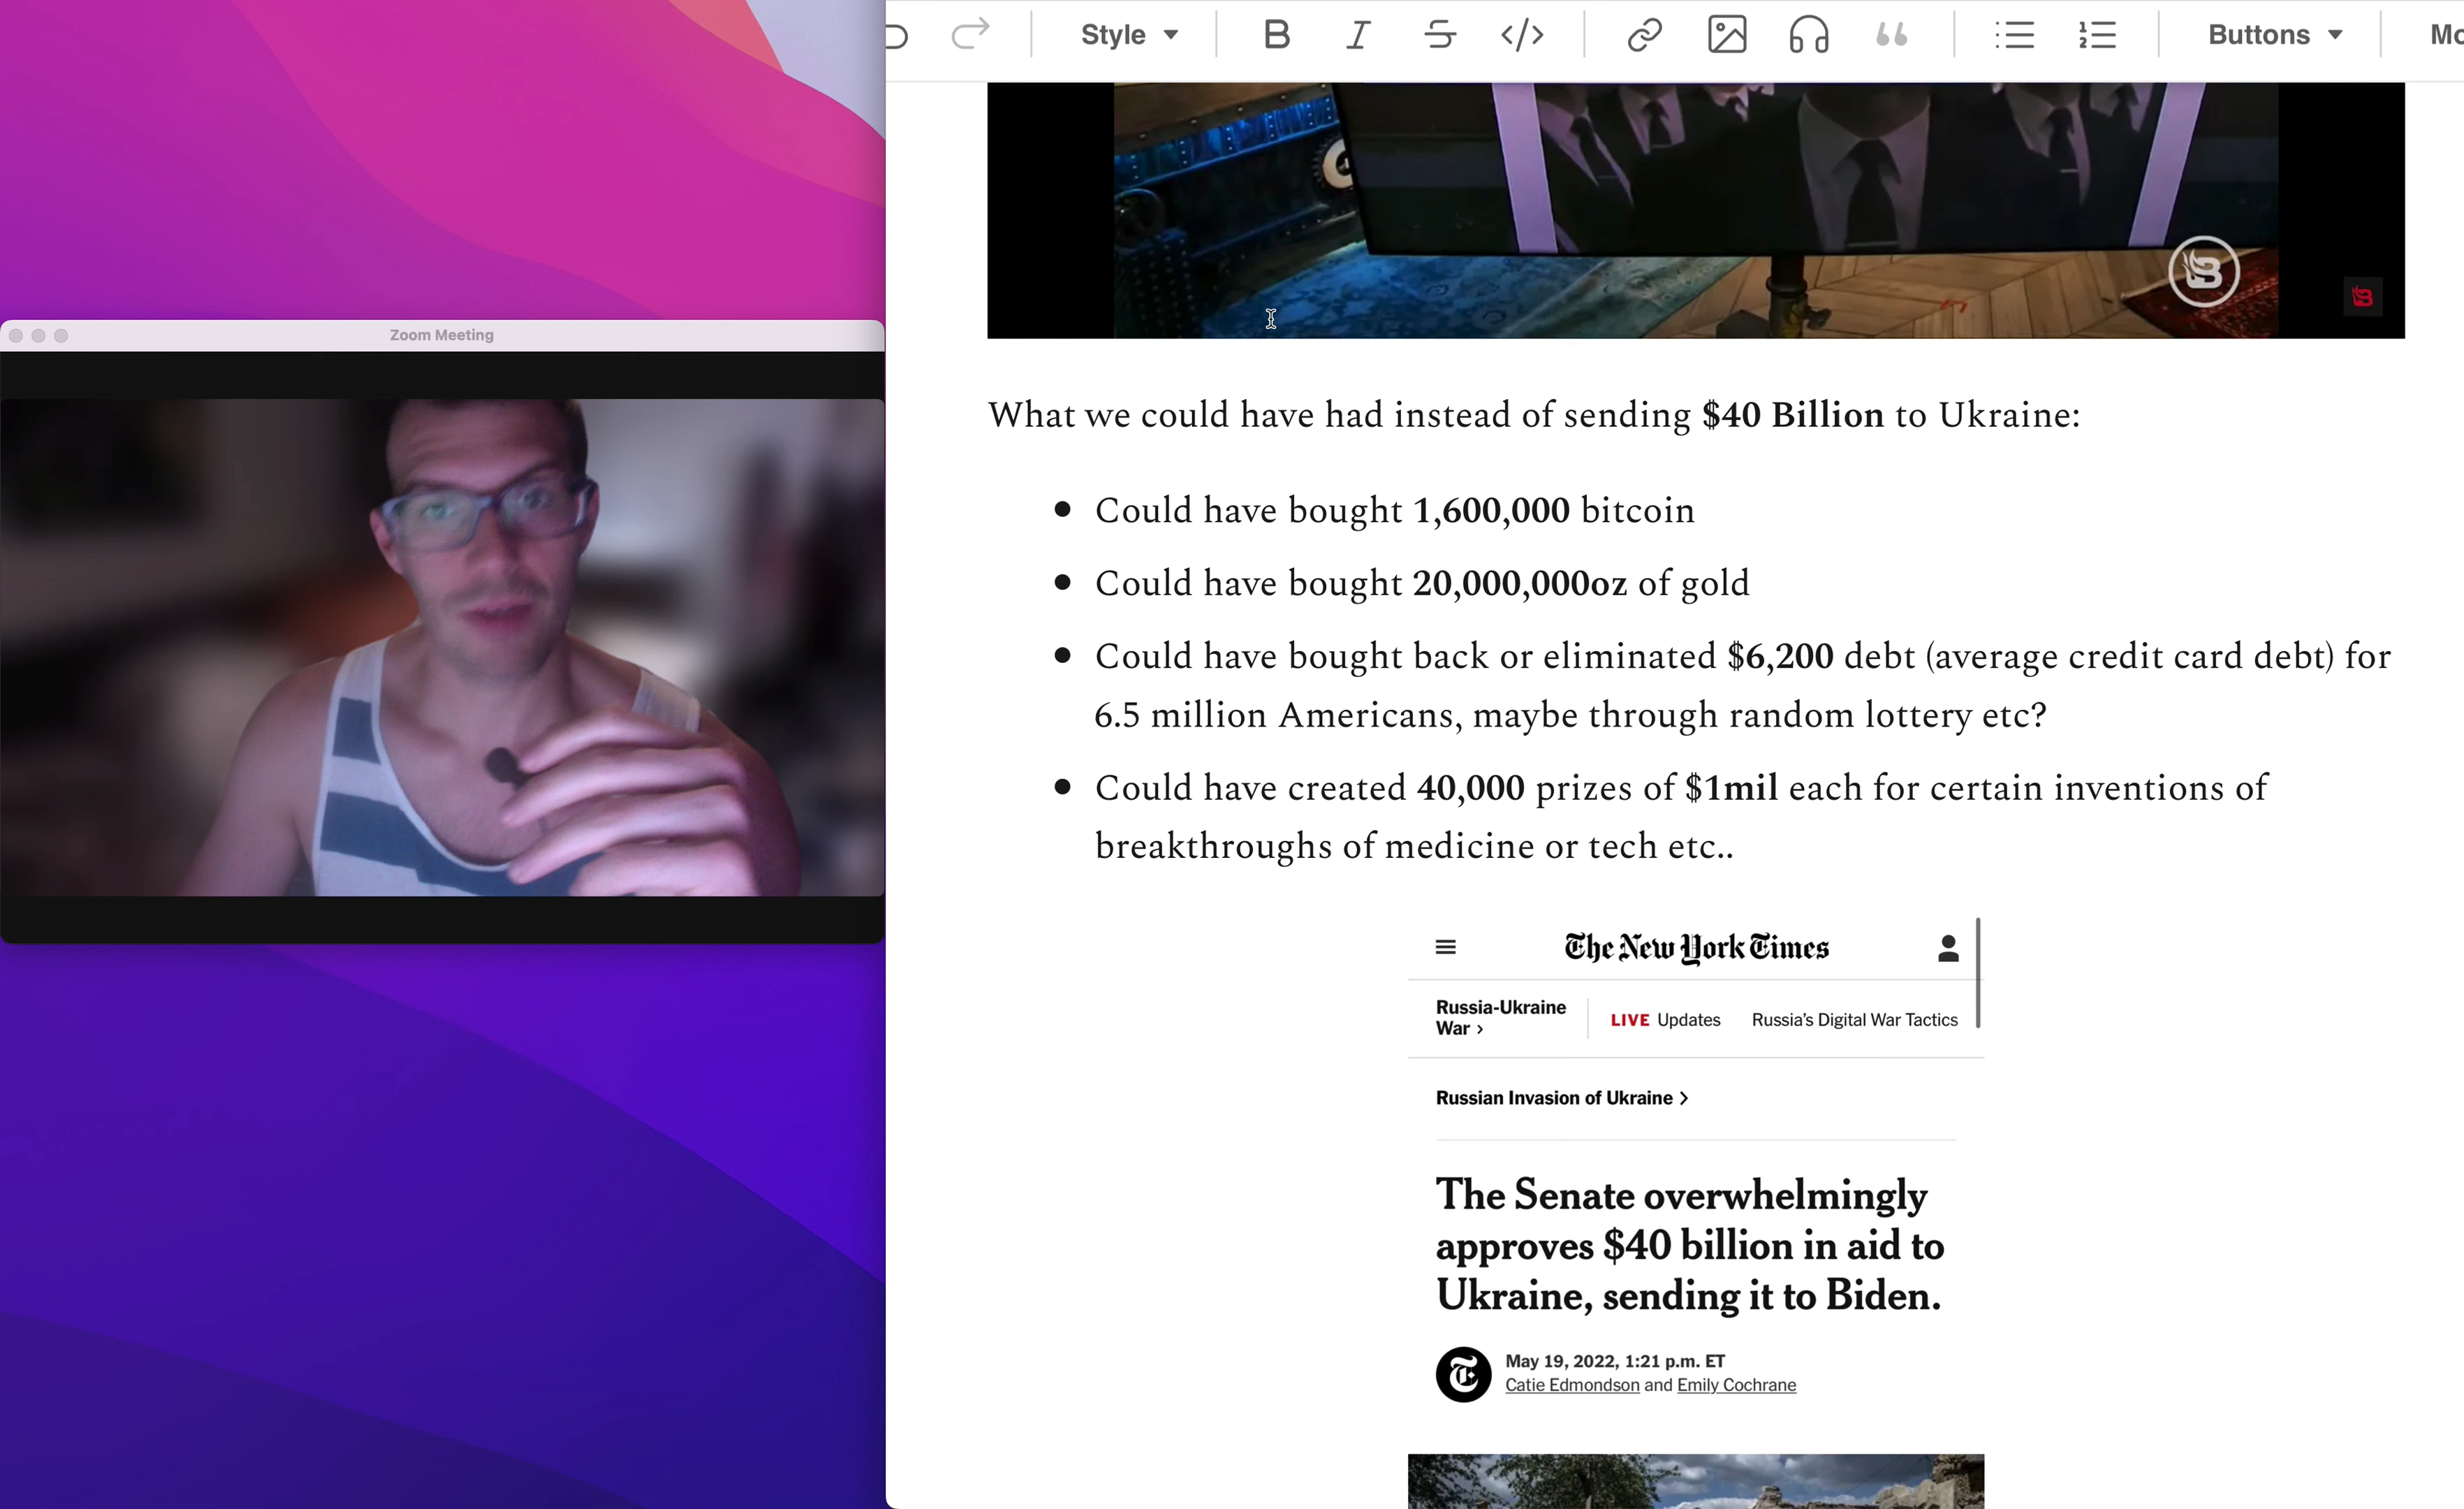 Style
Buttons
Zoom Meeting
What we could have had instead of sending $40 Billion to Ukraine:
Could have bought 1,600,000 bitcoin
Could have bought 20,000,000oz of gold
Could have bought back or eliminated $6,200 debt (average credit card debt) for
6.5 million Americans, maybe through random lottery etc?
Could have created 40,000 prizes of $1mil each for certain inventions of
breakthroughs of medicine or tech etc..
The New York Times
Russia-Ukraine
War >
LIVE Updates
Russia's Digital War Tactics
Russian Invasion of Ukraine >
The Senate overwhelmingly
approves $40 billion in aid to
Ukraine, sending it to Biden.
May 19, 2022, 1:21 p.m. ET
Catie Edmondson and Emily Cochrane